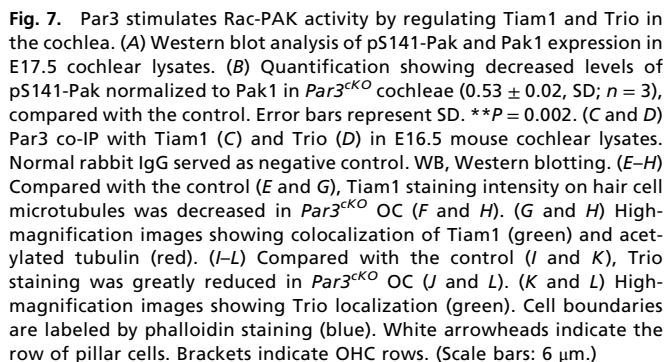 Fig. 7. Par3 stimulates Rac-PAK activity by regulating Tiam1 and Trio in
the cochlea. (A) Western blot analysis of pS141-Pak and Pak1 expression in
E17.5 cochlear lysates. (B) Quantification showing decreased levels of
pS141-Pak normalized to Pak1 in Par3cKO cochleae (0.53 ± 0.02, SD; n = 3),
compared with the control. Error bars represent SD. **P = 0.002. (C and D)
Par3 co-IP with Tiam1 (C) and Trio (D) in E16.5 mouse cochlear lysates.
Normal rabbit IgG served as negative control. WB, Western blotting. (E–H)
Compared with the control (E and G), Tiam1 staining intensity on hair cell
microtubules was decreased in Par3cKO OC (F and H). (G and H) High-
magnification images showing colocalization of Tiam1 (green) and acet-
ylated tubulin (red). (I–L) Compared with the control (I and K), Trio
staining was greatly reduced in Par3cKO OC (J and L). (K and L) High-
magnification images showing Trio localization (green). Cell boundaries
are labeled by phalloidin staining (blue). White arrowheads indicate the
row of pillar cells. Brackets indicate OHC rows. (Scale bars: 6 μm.)